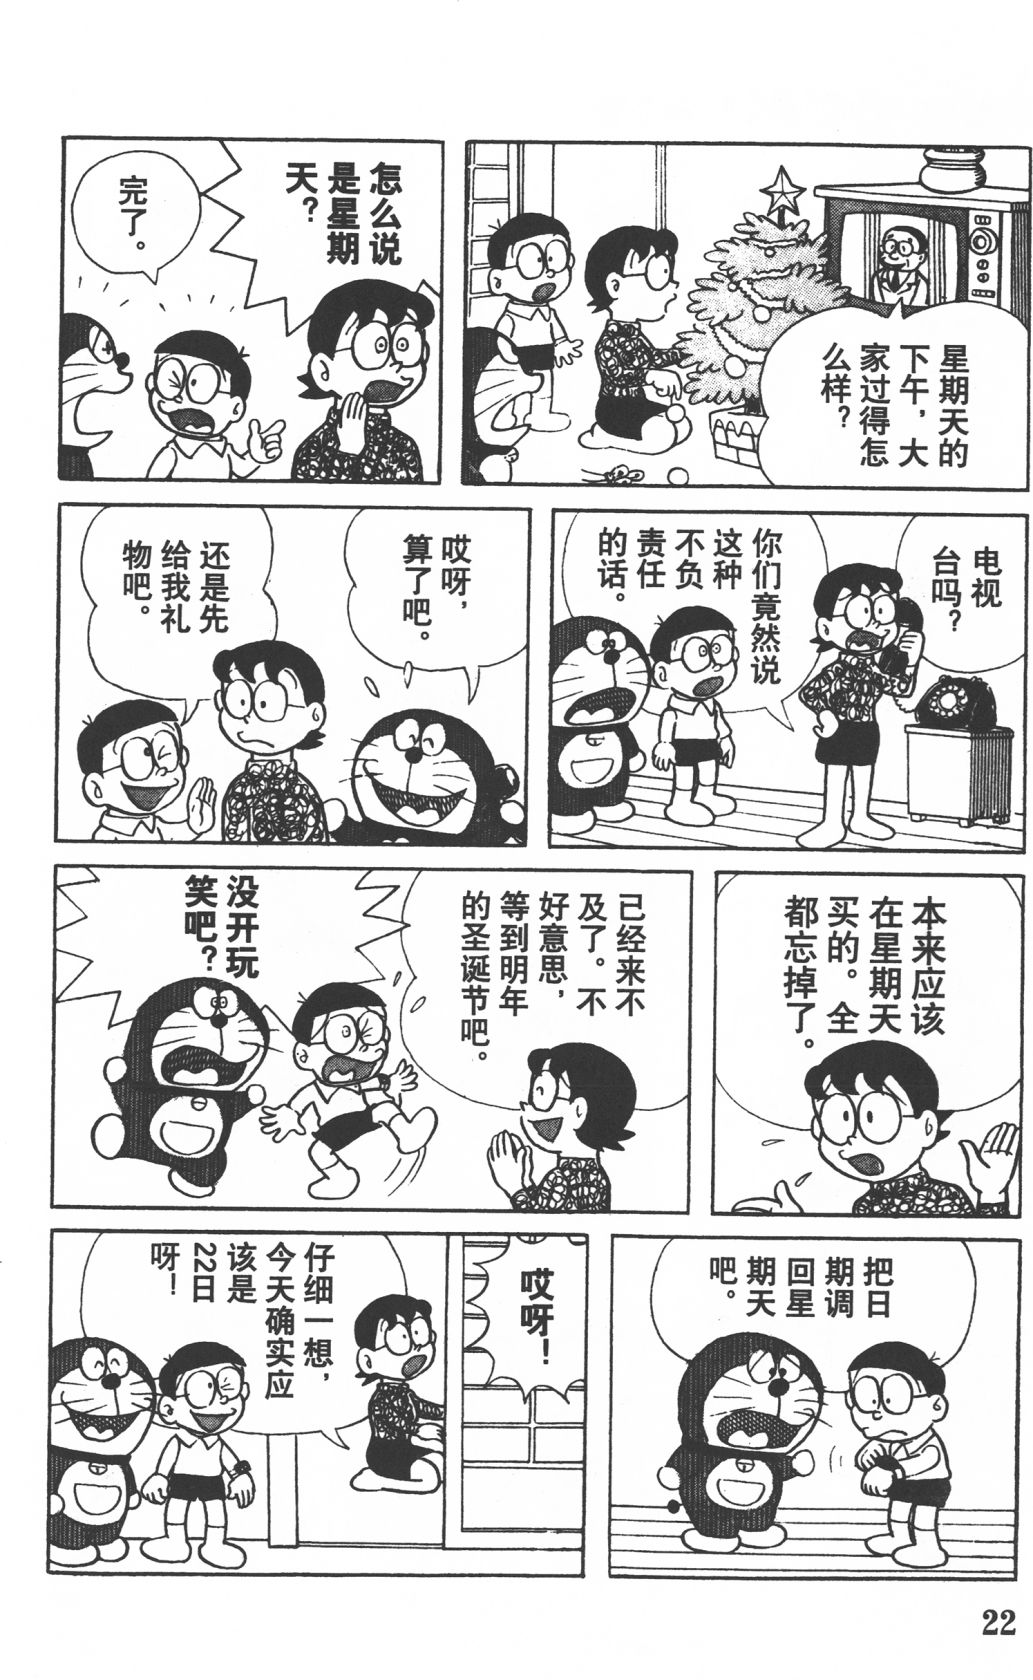 星期天的
下午，大
家过得怎
么样？
怎么说
是星期
天？
完了。
电视
台吗？
你们竟然说
这种
不负
责任
的话。
哎呀，
算了吧。
还是先
给我礼
物吧。
本来应该
在星期天
买的。全
都忘掉了。
已经来不
及了。不
好意思，
等到明年
的圣诞节吧。
没开玩
笑吧？
把日
期调
回星
期天
吧。
哎呀！
仔细一想，
今天确实应
该是
22日
呀！
22